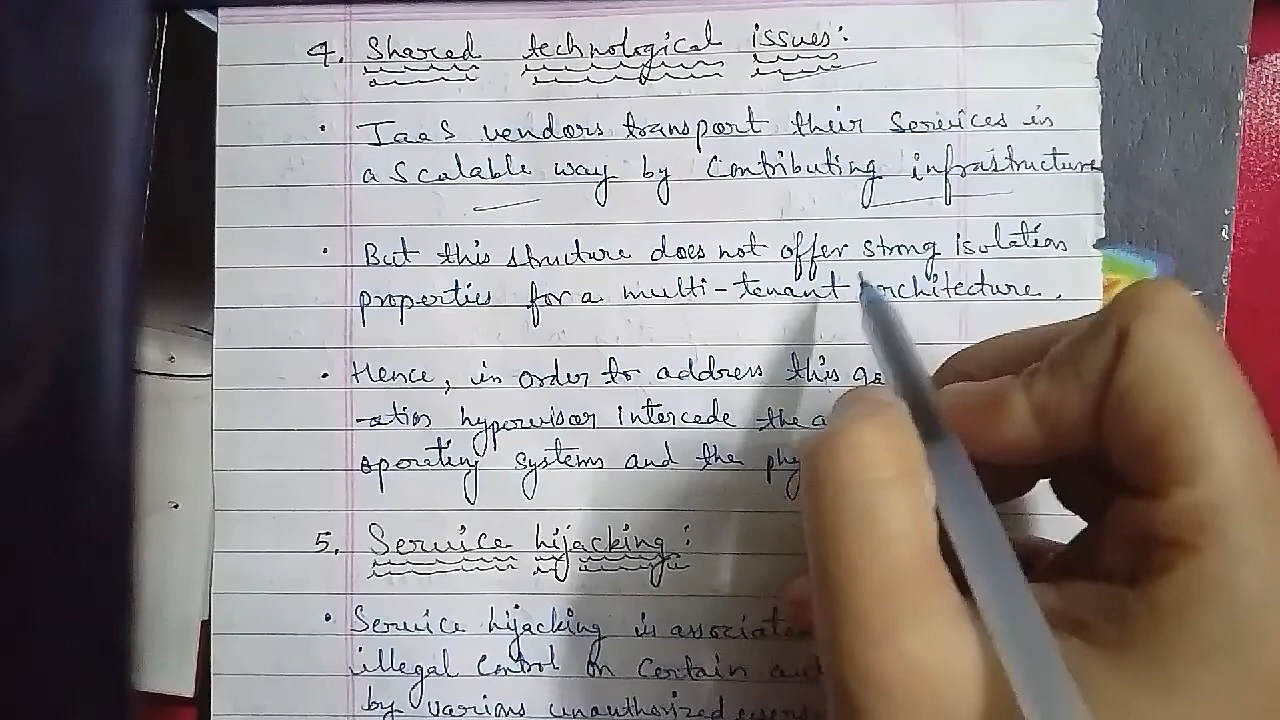 4. Shared technological issues:
• IaaS vendors transport their services in
a scalable way by contributing infrastructure
• But this structure does not offer strong isolation
properties for a multi-tenant architecture.
• Hence, in order to address this
-ation hypervisor intercede the
operating systems and the
5. Service hijacking:
• Service hijacking is
illegal control on certain
by various unauthorized users